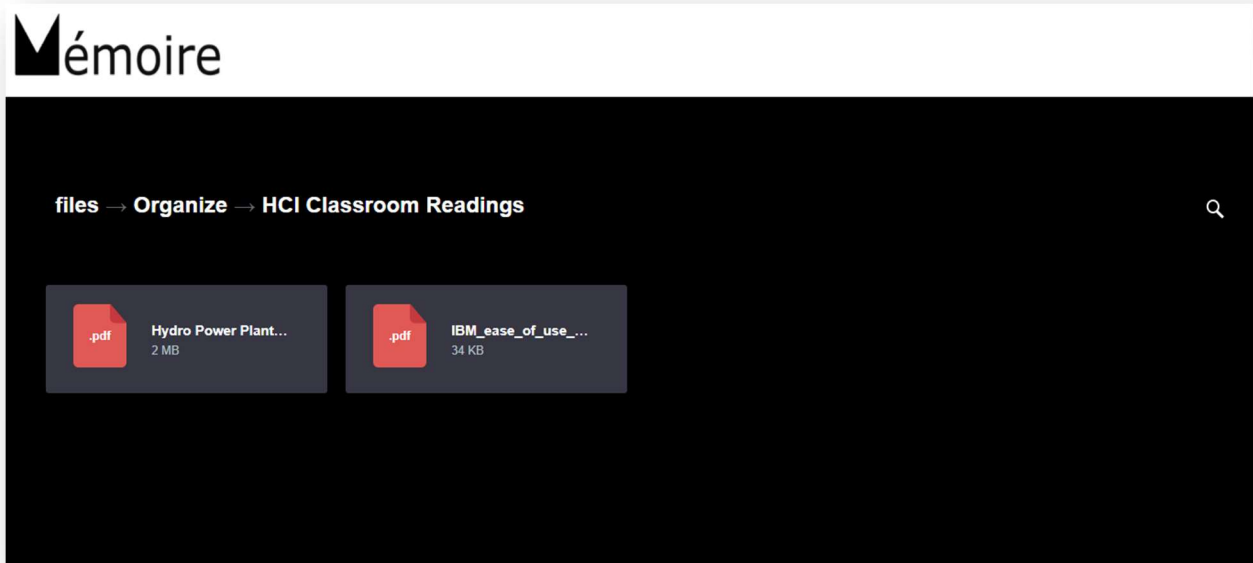 Mémoire
files → Organize → HCI Classroom Readings
.pdf
Hydro Power Plant...
2 MB
.pdf
IBM_ease_of_use_...
34 KB